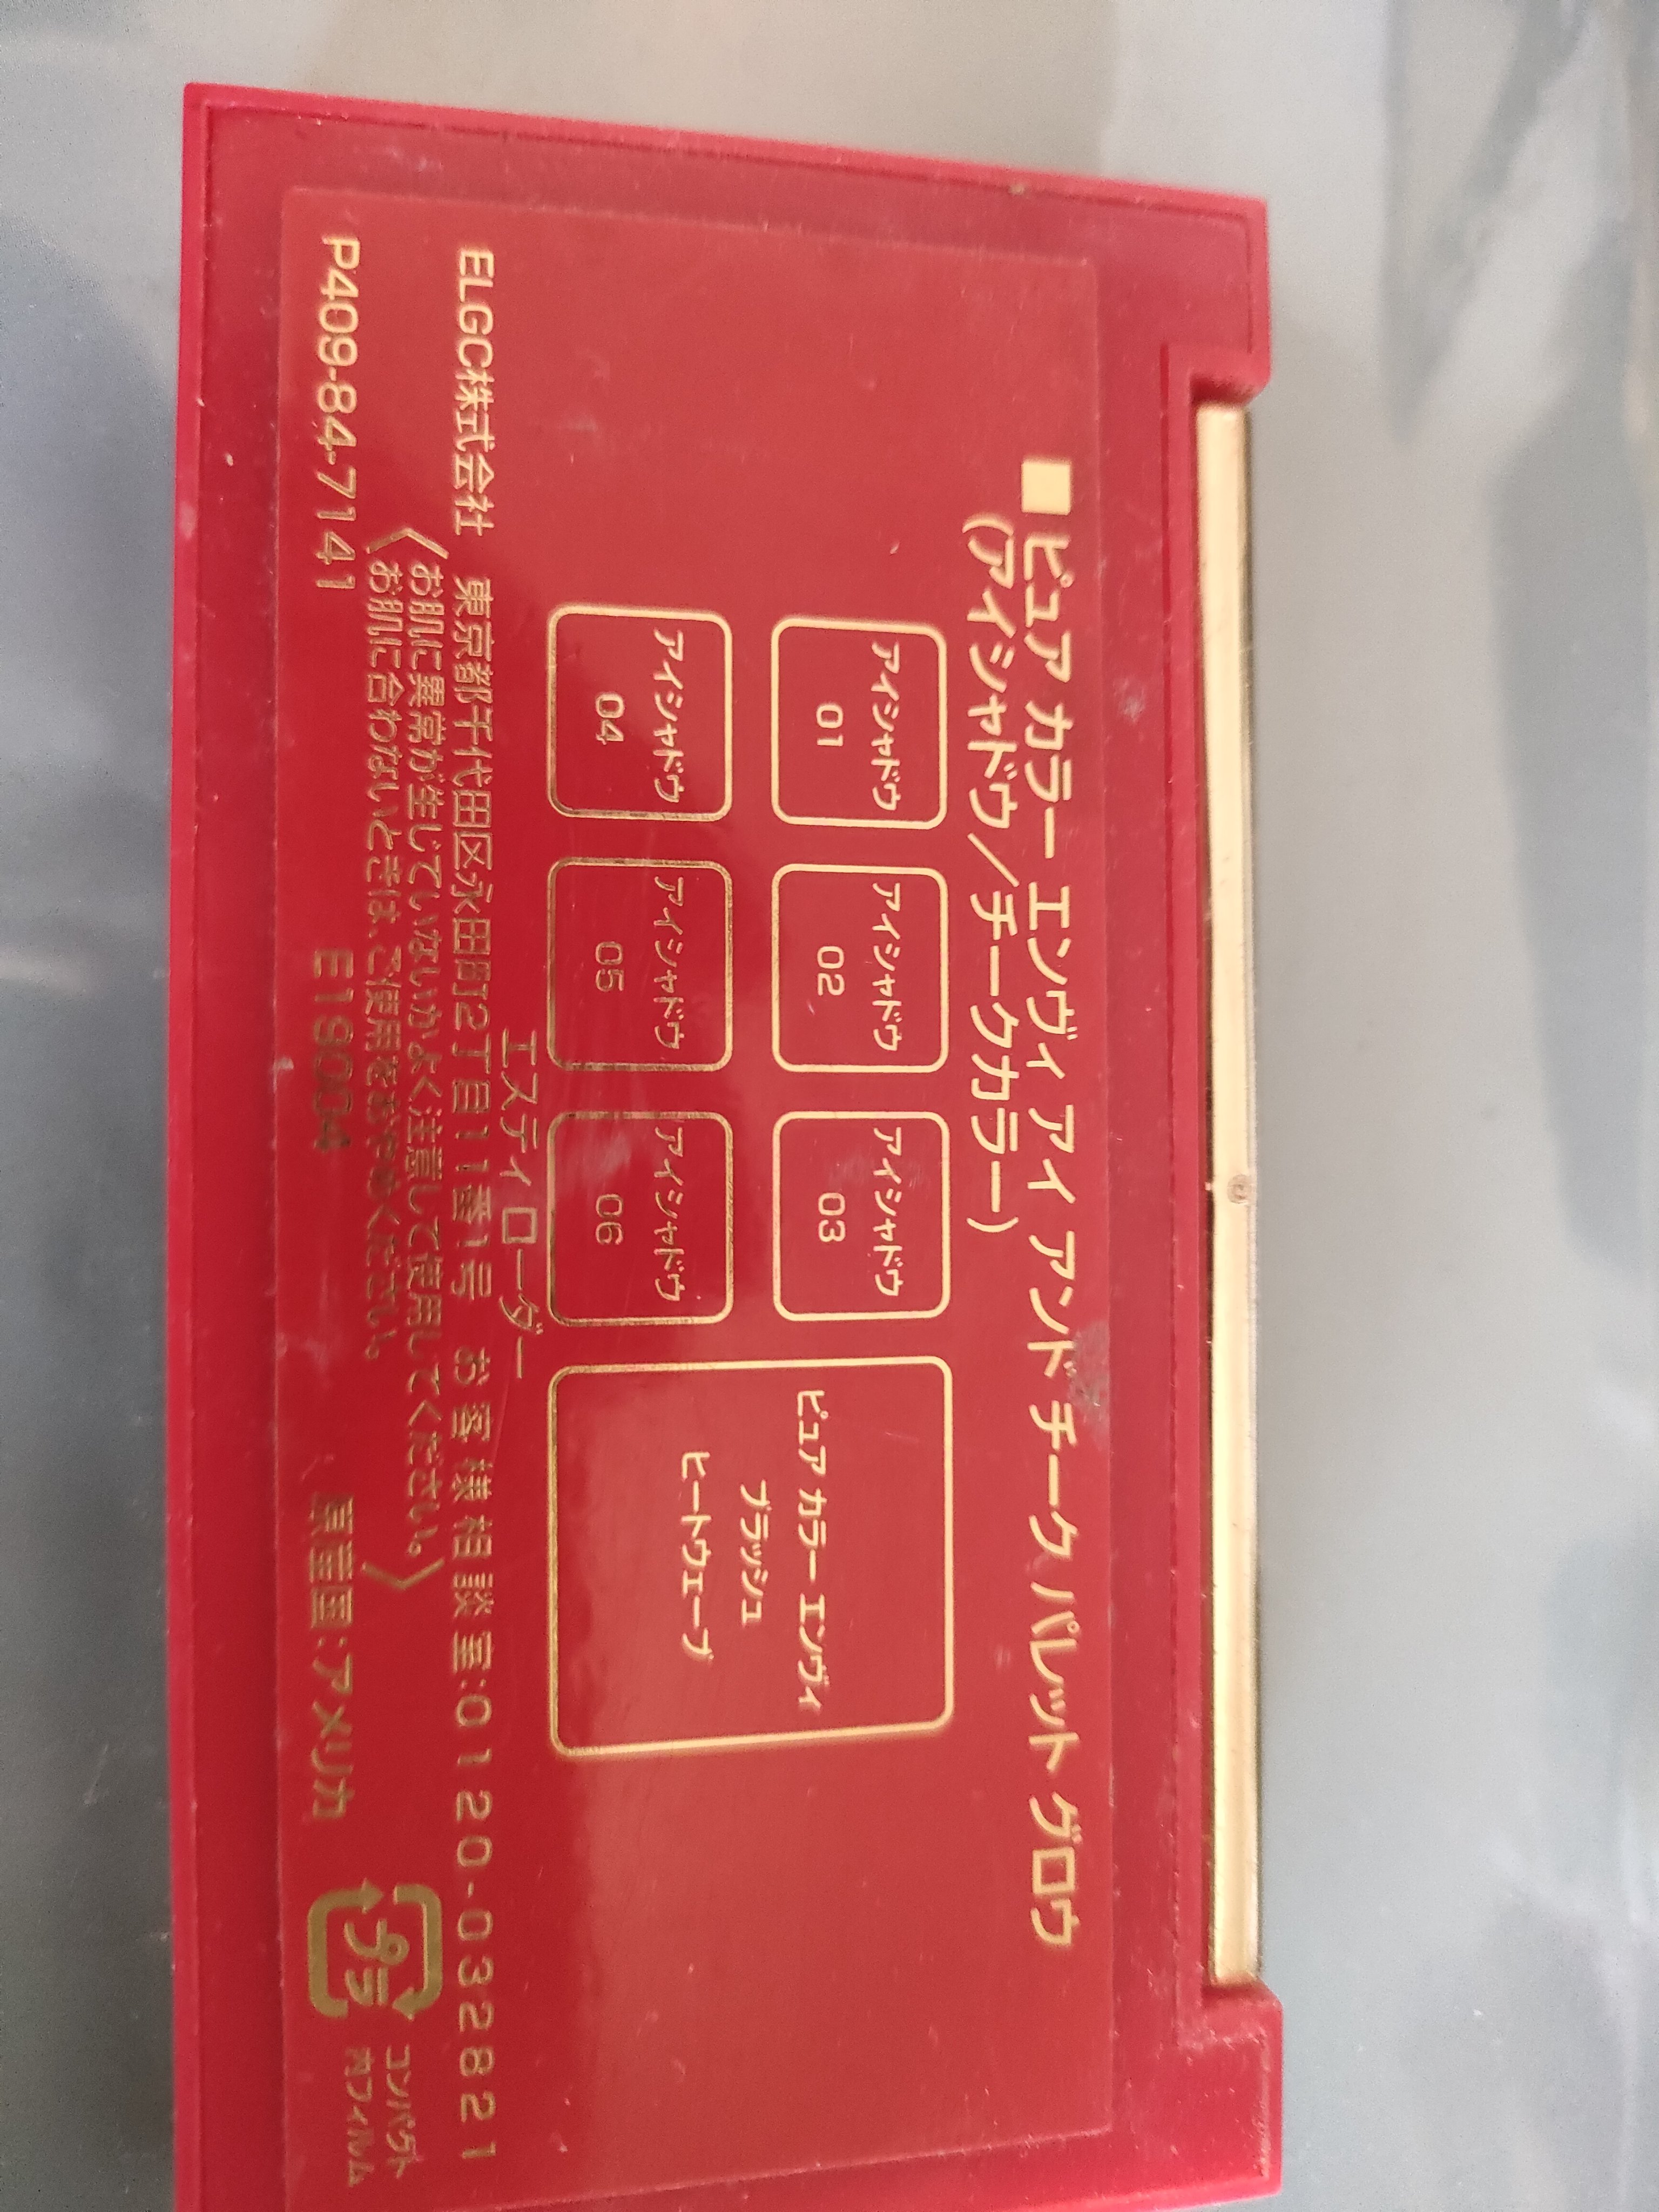 ■ピュア カラー エンヴィ アイ アンド チーク パレット グロウ
(アイシャドウ／チークカラー)
アイシャドウ
01
アイシャドウ
02
アイシャドウ
03
アイシャドウ
04
アイシャドウ
05
アイシャドウ
06
ピュア カラー エンヴィ
ブラッシュ
ヒートウェーブ
エスティ ローダー
ELGC株式会社 東京都千代田区永田町2丁目11番1号 お客様相談室:0120-032821
〈お肌に異常が生じていないかよく注意して使用してください。
お肌に合わないときは、ご使用をおやめください。〉
P409-84-7141 E19004 原産国:アメリカ
プラ
コンパクト
オフィルム